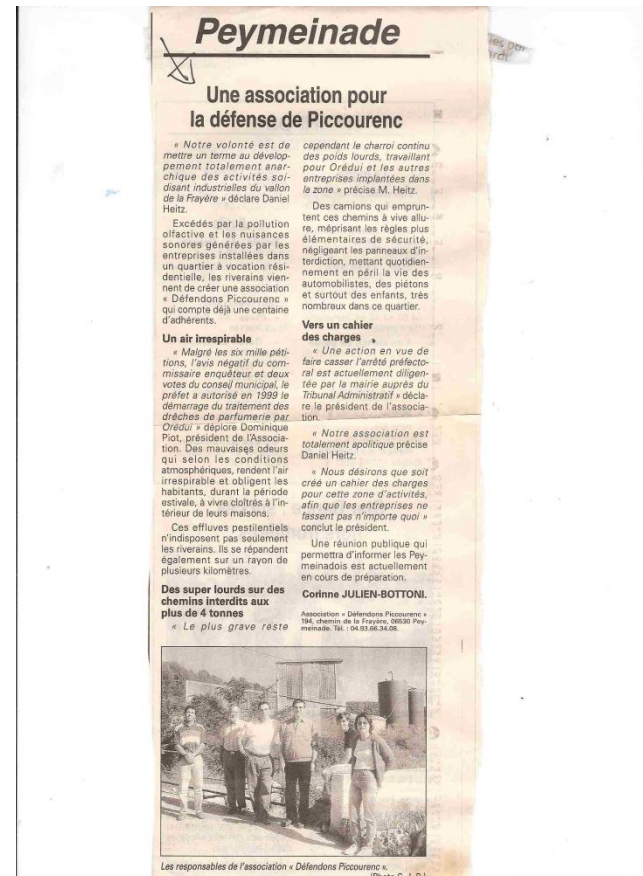 Peymeinade
Une association pour
la défense de Piccourenc
« Notre volonté est de
mettre un terme au dévelop-
pement totalement anar-
chique des activités soi-
disant industrielles du vallon
de la Frayère » déclare Daniel
Heitz.
Excédés par la pollution
olfactive et les nuisances
sonores générées par les
entreprises installées dans
un quartier à vocation rési-
dentielle, les riverains vien-
nent de créer une association
« Défendons Piccourenc »
qui compte déjà une centaine
d'adhérents.
Un air irrespirable
« Malgré les six mille péti-
tions, l'avis négatif du com-
missaire enquêteur et deux
votes du conseil municipal, le
préfet a autorisé en 1999 le
démarrage du traitement des
drêches de parfumerie par
Orédui » déplore Dominique
Piot, président de l'Associa-
tion. Des mauvaises odeurs
qui selon les conditions
atmosphériques, rendent l'air
irrespirable et obligent les
habitants, durant la période
estivale, à vivre cloîtrés à l'in-
térieur de leurs maisons.
Ces effluves pestilentiels
n'indisposent pas seulement
les riverains. Ils se répandent
également sur un rayon de
plusieurs kilomètres.
Des super lourds sur des
chemins interdits aux
plus de 4 tonnes
« Le plus grave reste
cependant le charroi continu
des poids lourds, travaillant
pour Orédui et les autres
entreprises implantées dans
la zone » précise M. Heitz.
Des camions qui emprun-
tent ces chemins à vive allu-
re, méprisant les règles plus
élémentaires de sécurité,
négligeant les panneaux d'in-
terdiction, mettant quotidien-
nement en péril la vie des
automobilistes, des piétons
et surtout des enfants, très
nombreux dans ce quartier.
Vers un cahier
des charges
« Une action en vue de
faire casser l'arrêté préfecto-
ral est actuellement diligen-
tée par la mairie auprès du
Tribunal Administratif » décla-
re le président de l'associa-
tion.
« Notre association est
totalement apolitique précise
Daniel Heitz.
« Nous désirons que soit
créé un cahier des charges
pour cette zone d'activités,
afin que les entreprises ne
fassent pas n'importe quoi »
conclut le président.
Une réunion publique qui
permettra d'informer les Pey-
meinadois est actuellement
en cours de préparation.
Corinne JULIEN-BOTTONI.
Association « Défendons Piccourenc »
194, chemin de la Frayère, 06530 Pey-
meinade. Tél. : 04.93.66.34.08.
Les responsables de l'association « Défendons Piccourenc ».